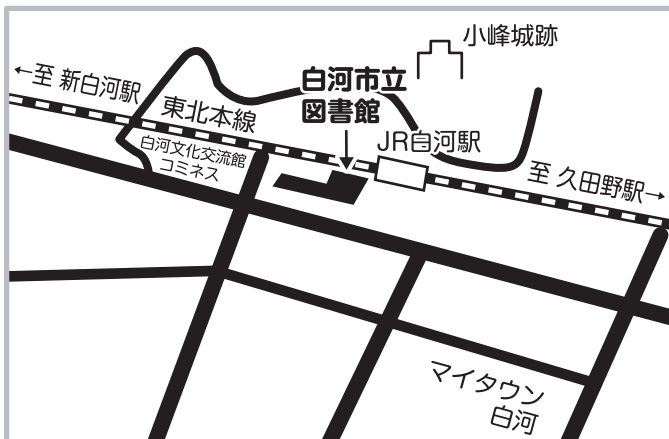 小峰城跡
←至 新白河駅
白河市立
図書館
東北本線
JR白河駅
白河文化交流館
コミネス
至 久田野駅→
マイタウン
白河